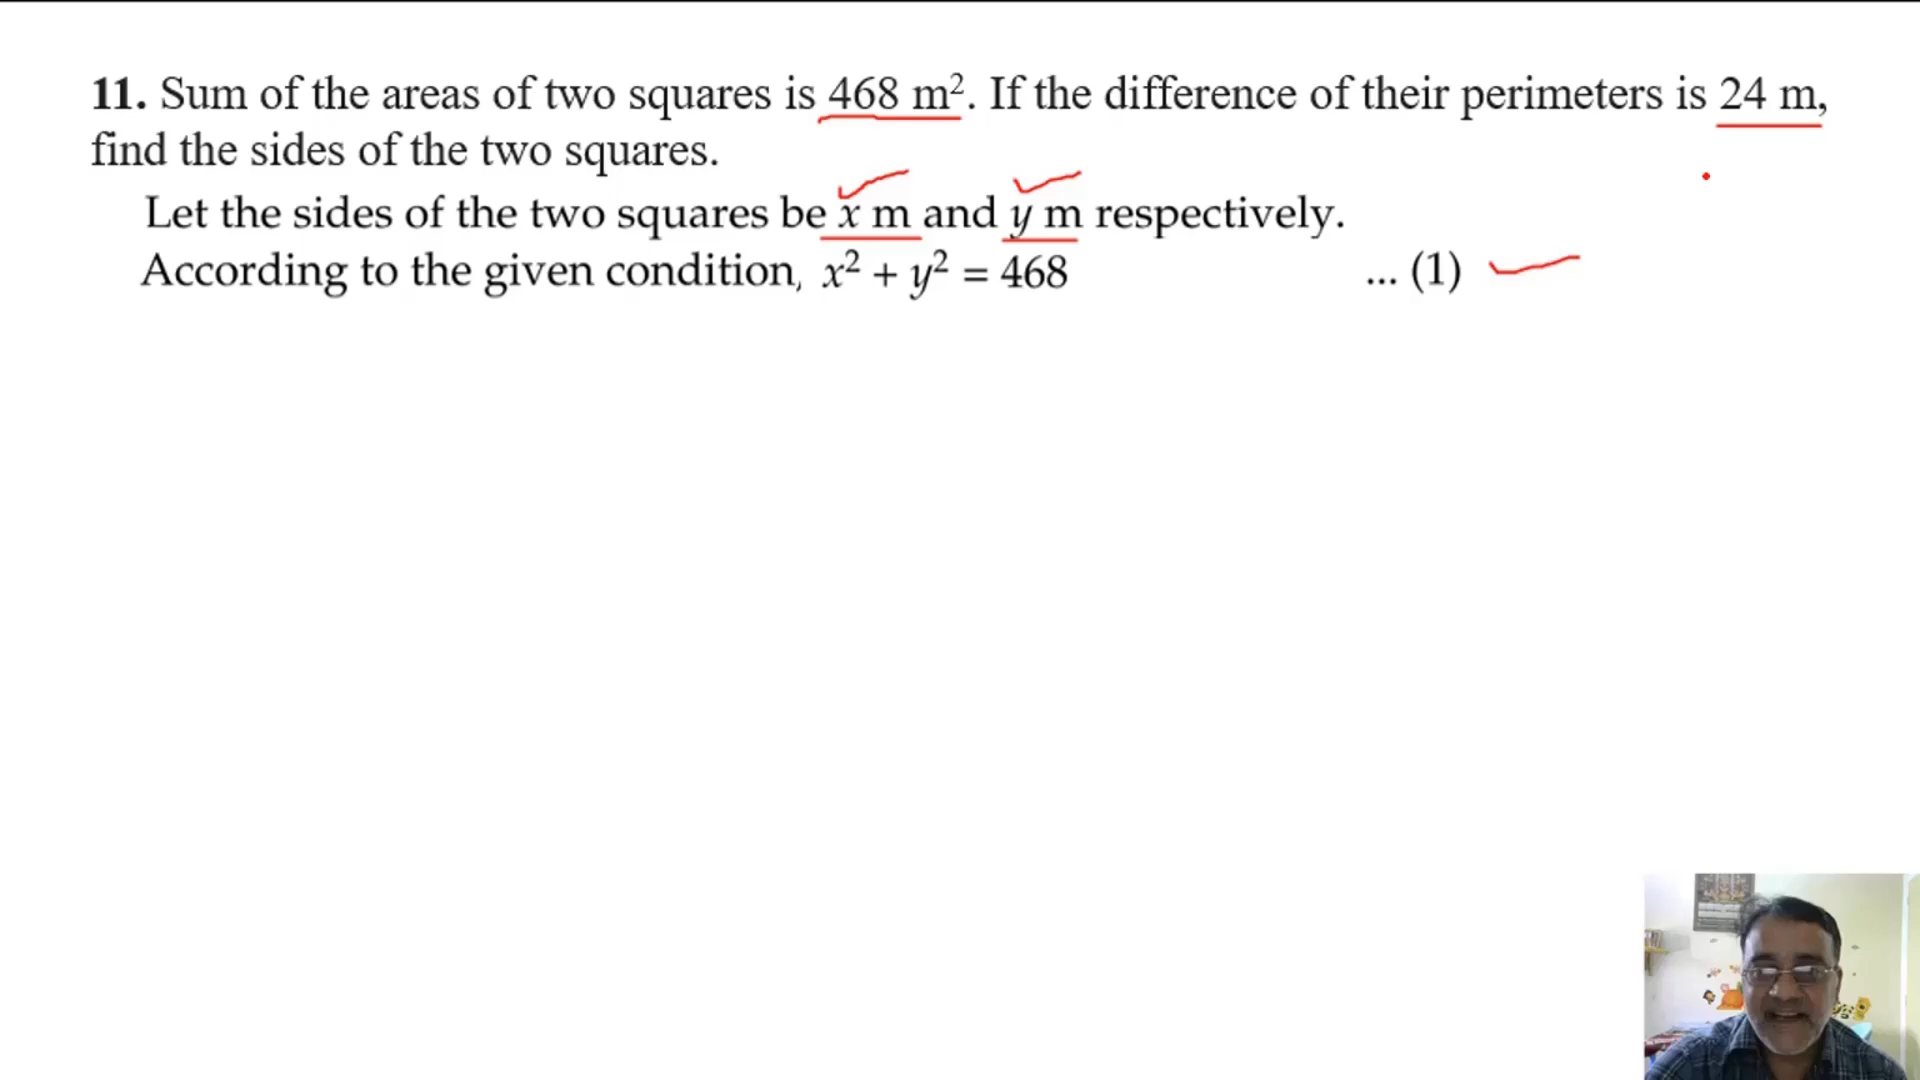 11. Sum of the areas of two squares is 468 m². If the difference of their perimeters is 24 m,
find the sides of the two squares.
Let the sides of the two squares be x m and y m respectively.
According to the given condition, x² + y² = 468 ... (1)